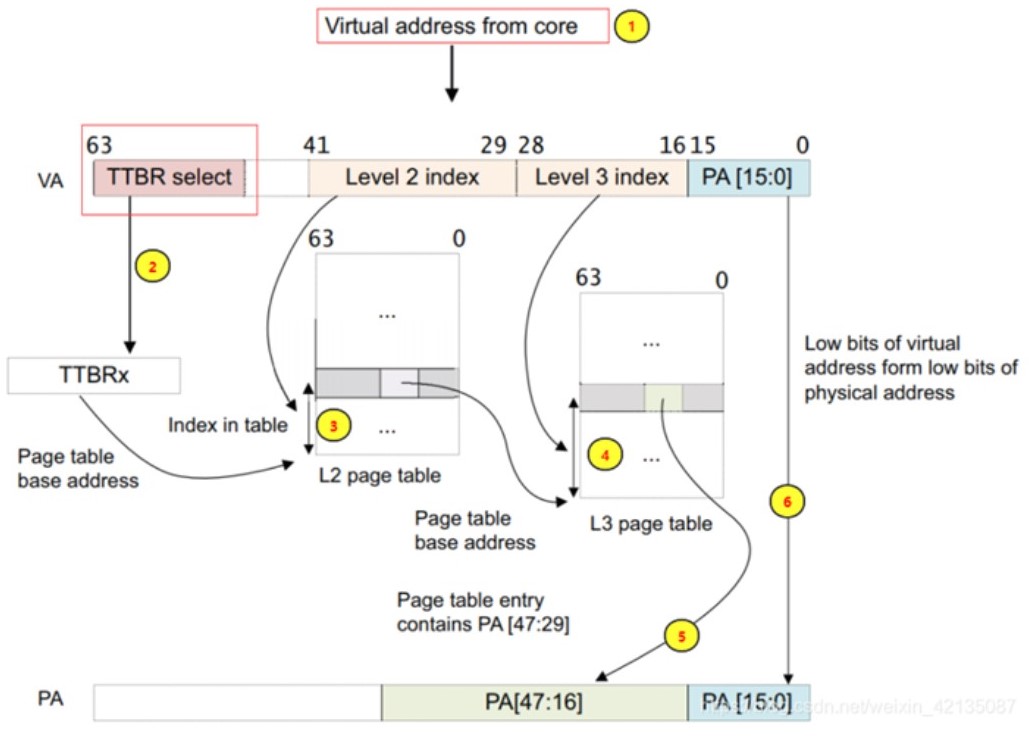 Virtual address from core
1
63
41
29
28
16
15
0
VA
TTBR select
Level 2 index
Level 3 index
PA [15:0]
2
63
0
63
0
...
...
Low bits of virtual
address form low bits of
physical address
TTBRx
Index in table
3
...
4
...
Page table
base address
L2 page table
6
Page table
base address
L3 page table
Page table entry
contains PA [47:29]
5
PA
PA[47:16]
PA [15:0]
csdn.net/weixin_42135087